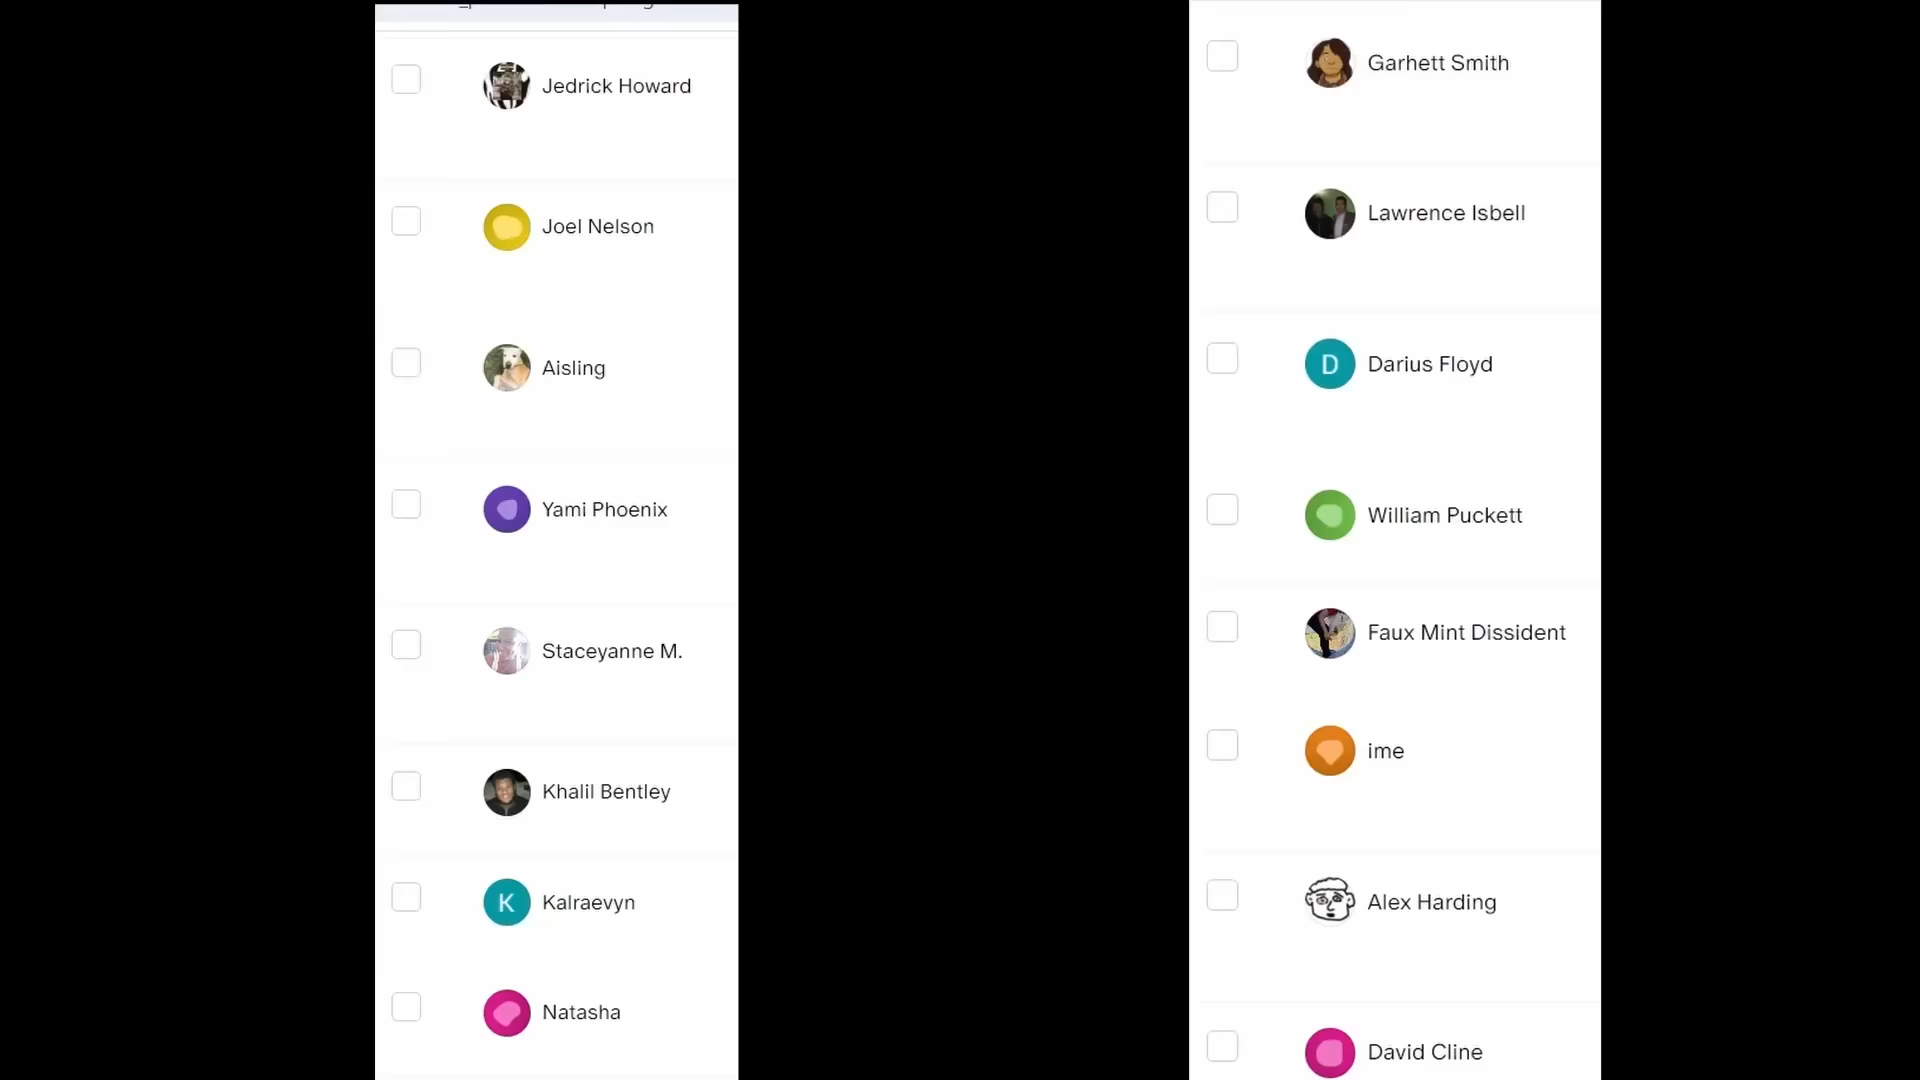 Jedrick Howard
Joel Nelson
Aisling
Yami Phoenix
Staceyanne M.
Khalil Bentley
K
Kalraevyn
Natasha
Garhett Smith
Lawrence Isbell
D
Darius Floyd
William Puckett
Faux Mint Dissident
ime
Alex Harding
David Cline